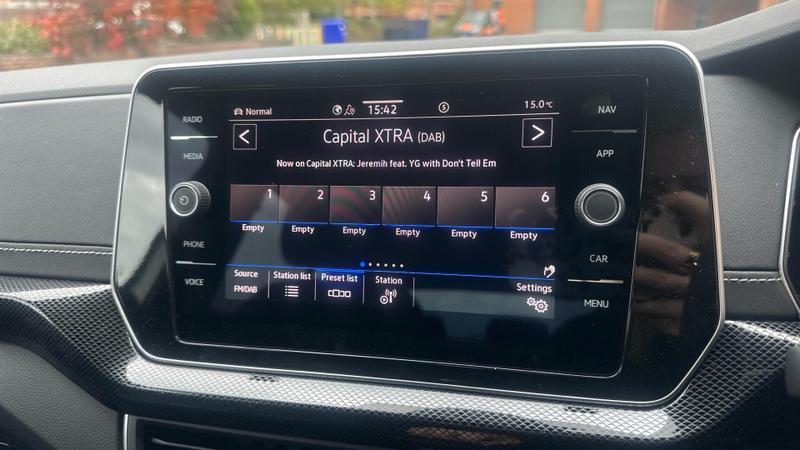 RADIO
MEDIA
PHONE
VOICE
Normal
15:42
S
15.0°C
Capital XTRA (DAB)
Now on Capital XTRA: Jeremih feat. YG with Don't Tell Em
1 2 3 4 5 6
Empty Empty Empty Empty Empty Empty
Source
FM/DAB
Station list
Preset list
Station
Settings
NAV
APP
CAR
MENU